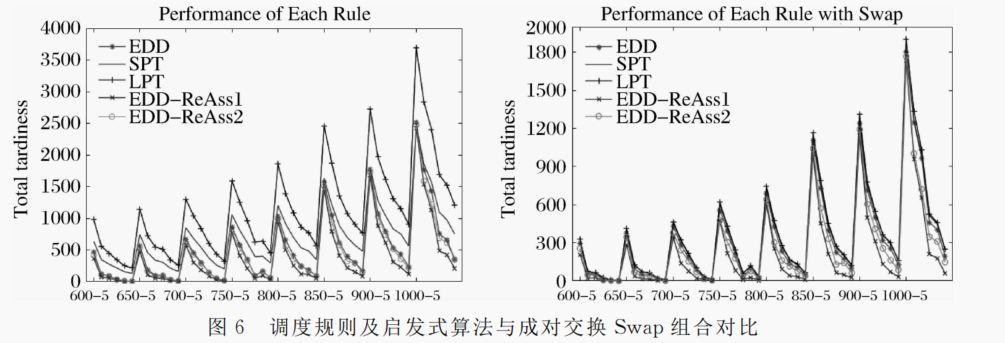 Performance of Each Rule
4000
3500
3000
2500
2000
1500
1000
500
0
Total tardiness
EDD
SPT
LPT
EDD-ReAss1
EDD-ReAss2
600-5 650-5 700-5 750-5 800-5 850-5 900-5 1000-5
Performance of Each Rule with Swap
2000
1800
1500
1200
900
600
300
0
Total tardiness
EDD
SPT
LPT
EDD-ReAss1
EDD-ReAss2
600-5 650-5 700-5 750-5 800-5 850-5 900-5 1000-5
图 6 调度规则及启发式算法与成对交换 Swap 组合对比